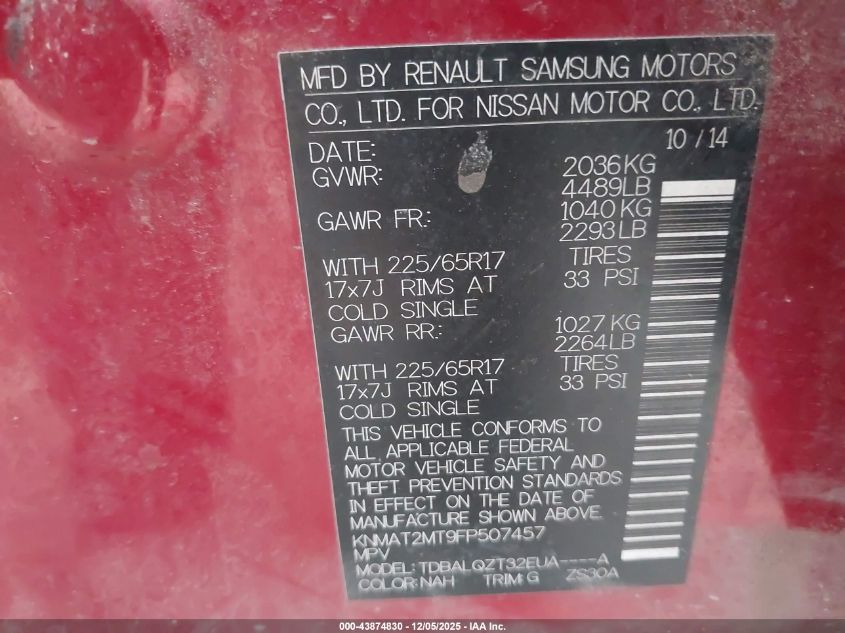 MFD BY RENAULT SAMSUNG MOTORS
CO., LTD. FOR NISSAN MOTOR CO., LTD.
DATE: 10 / 14
GVWR: 2036KG
4489LB
GAWR FR.: 1040KG
2293LB
WITH 225/65R17 TIRES
17x7J RIMS AT 33 PSI
COLD SINGLE
GAWR RR.: 1027KG
2264LB
WITH 225/65R17 TIRES
17x7J RIMS AT 33 PSI
COLD SINGLE
THIS VEHICLE CONFORMS TO
ALL APPLICABLE FEDERAL
MOTOR VEHICLE SAFETY AND
THEFT PREVENTION STANDARDS
IN EFFECT ON THE DATE OF
MANUFACTURE SHOWN ABOVE.
KNMAT2MT9FP507457
MPV
MODEL: TDBALQZT32EUA----A
COLOR: NAH TRIM: G ZS30A
000-43874830 - 12/05/2025 - IAA Inc.